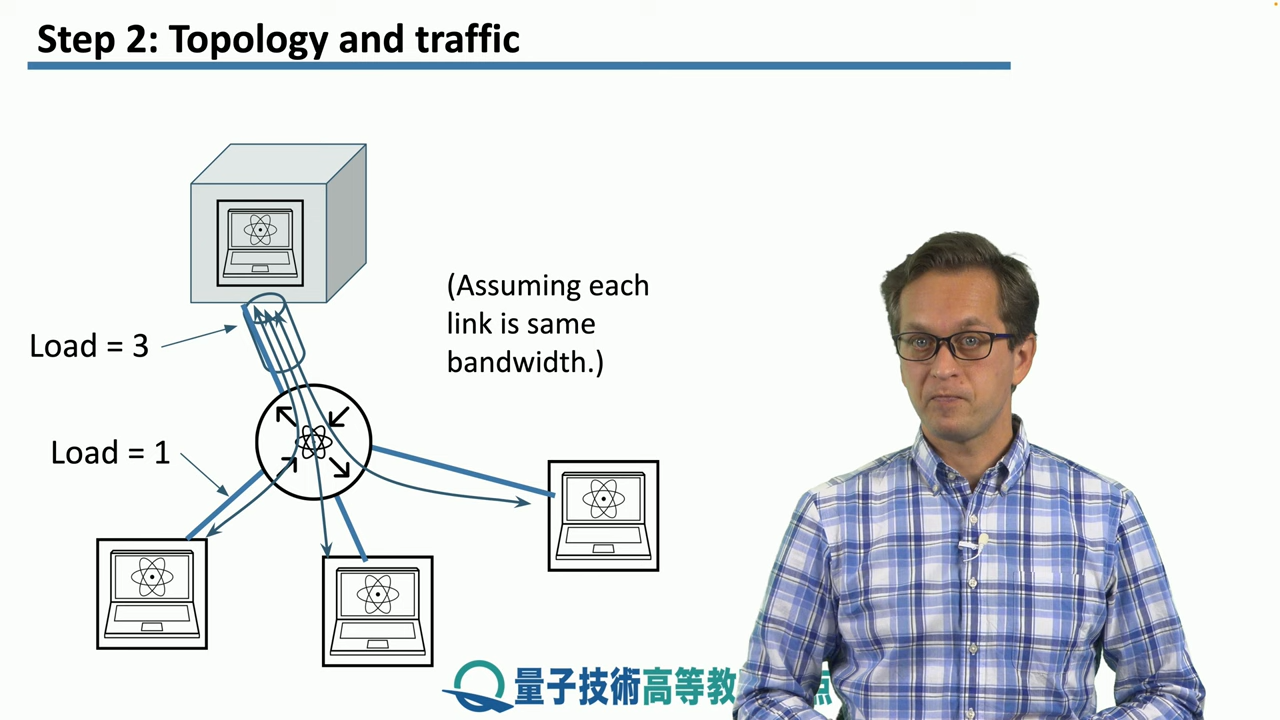 Step 2: Topology and traffic
(Assuming each
link is same
bandwidth.)
Load = 3
Load = 1
量子技術高等教 点